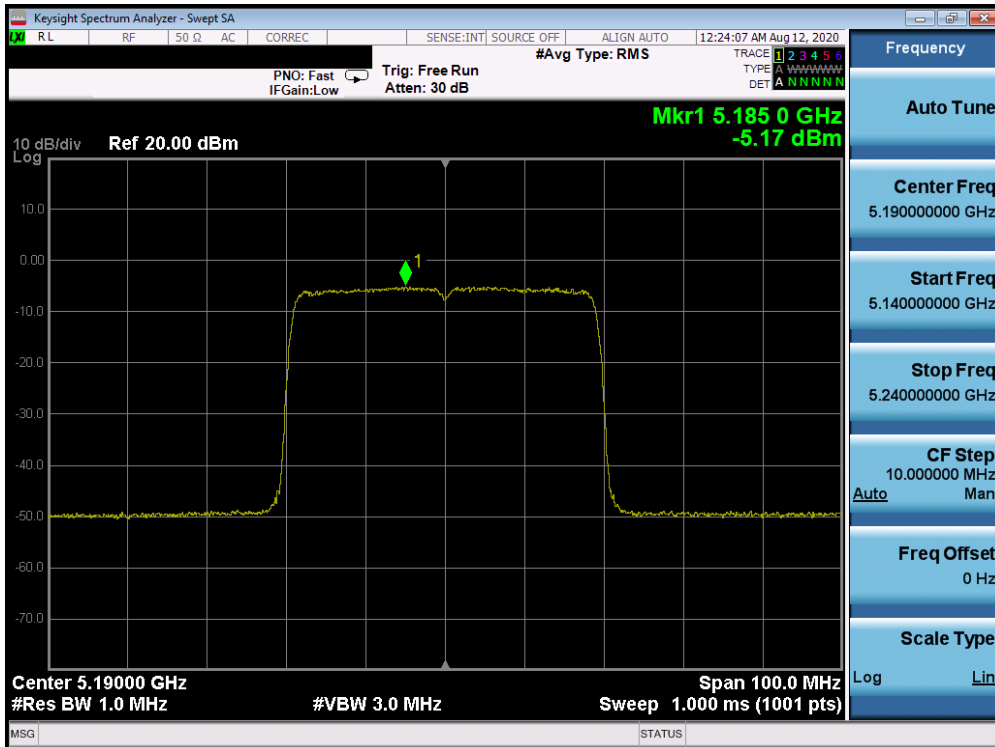 Keysight Spectrum Analyzer - Swept SA
LXI RL RF 50 Ω AC CORREC SENSE:INT SOURCE OFF ALIGN AUTO 12:24:07 AM Aug 12, 2020
#Avg Type: RMS
TRACE 1 2 3 4 5 6
TYPE A WWWWW
DET A N N N N N
PNO: Fast
IFGain:Low
Trig: Free Run
Atten: 30 dB
Mkr1 5.185 0 GHz
-5.17 dBm
10 dB/div
Log
Ref 20.00 dBm
10.0
0.00
-10.0
-20.0
-30.0
-40.0
-50.0
-60.0
-70.0
1
Center 5.19000 GHz
#Res BW 1.0 MHz
#VBW 3.0 MHz
Span 100.0 MHz
Sweep 1.000 ms (1001 pts)
MSG
STATUS
Frequency
Auto Tune
Center Freq
5.190000000 GHz
Start Freq
5.140000000 GHz
Stop Freq
5.240000000 GHz
CF Step
10.000000 MHz
Auto Man
Freq Offset
0 Hz
Scale Type
Log Lin